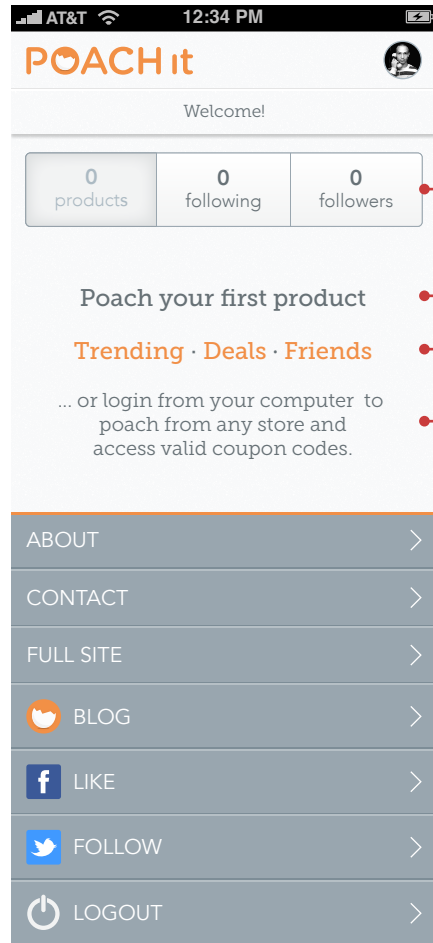 AT&T 12:34 PM
POACH it
Welcome!
0 0 0
products following followers
Poach your first product
Trending · Deals · Friends
... or login from your computer to
poach from any store and
access valid coupon codes.
ABOUT
CONTACT
FULL SITE
BLOG
f LIKE
FOLLOW
LOGOUT